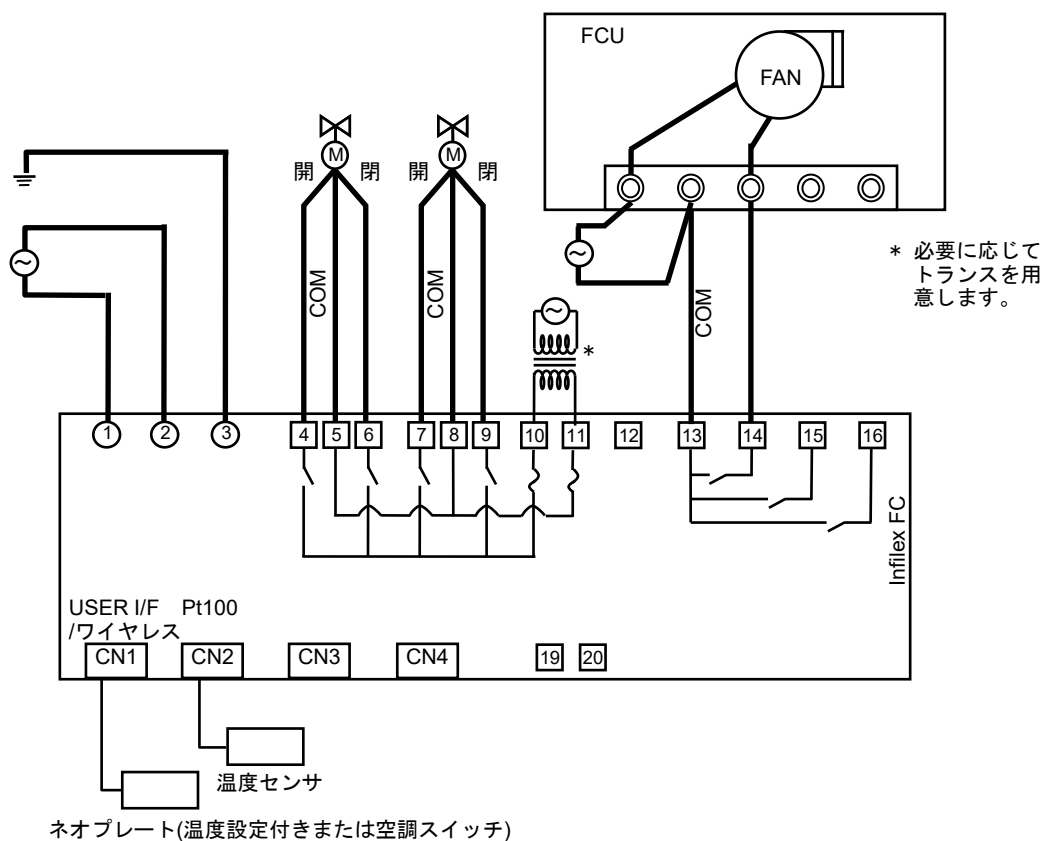 FCU
FAN
M
M
開
閉
開
閉
COM
COM
COM
* 必要に応じて
トランスを用
意します。
*
1 2 3 4 5 6 7 8 9 10 11 12 13 14 15 16
Infilex FC
USER I/F Pt100
/ワイヤレス
CN1 CN2 CN3 CN4 19 20
温度センサ
ネオプレート(温度設定付きまたは空調スイッチ)